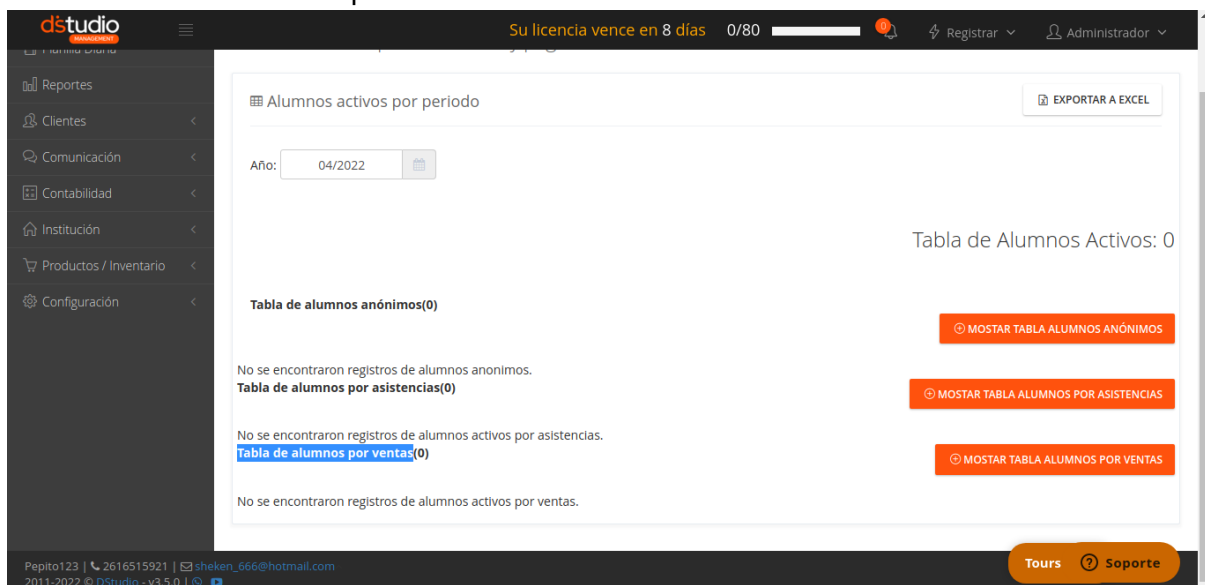 dstudio
MANAGEMENT
Su licencia vence en 8 días 0/80 0 Registrar Administrador
Planilla Diaria
Reportes
Clientes
Comunicación
Contabilidad
Institución
Productos / Inventario
Configuración
Alumnos activos por periodo
EXPORTAR A EXCEL
Año: 04/2022
Tabla de Alumnos Activos: 0
Tabla de alumnos anónimos(0)
MOSTAR TABLA ALUMNOS ANÓNIMOS
No se encontraron registros de alumnos anonimos.
Tabla de alumnos por asistencias(0)
MOSTAR TABLA ALUMNOS POR ASISTENCIAS
No se encontraron registros de alumnos activos por asistencias.
Tabla de alumnos por ventas(0)
MOSTAR TABLA ALUMNOS POR VENTAS
No se encontraron registros de alumnos activos por ventas.
Pepito123 | 2616515921 | sheken_666@hotmail.com
2011-2022 © DStudio - v3.5.0 |
Tours Soporte